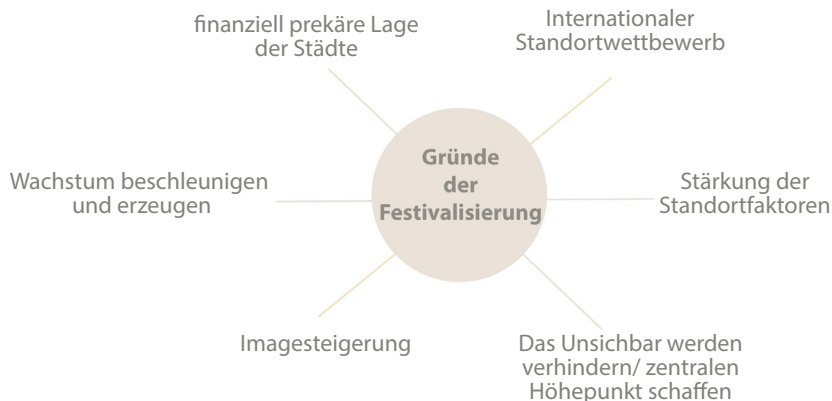 finanziell prekäre Lage
der Städte
Internationaler
Standortwettbewerb
Gründe
der
Festivalisierung
Wachstum beschleunigen
und erzeugen
Stärkung der
Standortfaktoren
Imagesteigerung
Das Unsichtbar werden
verhindern/ zentralen
Höhepunkt schaffen